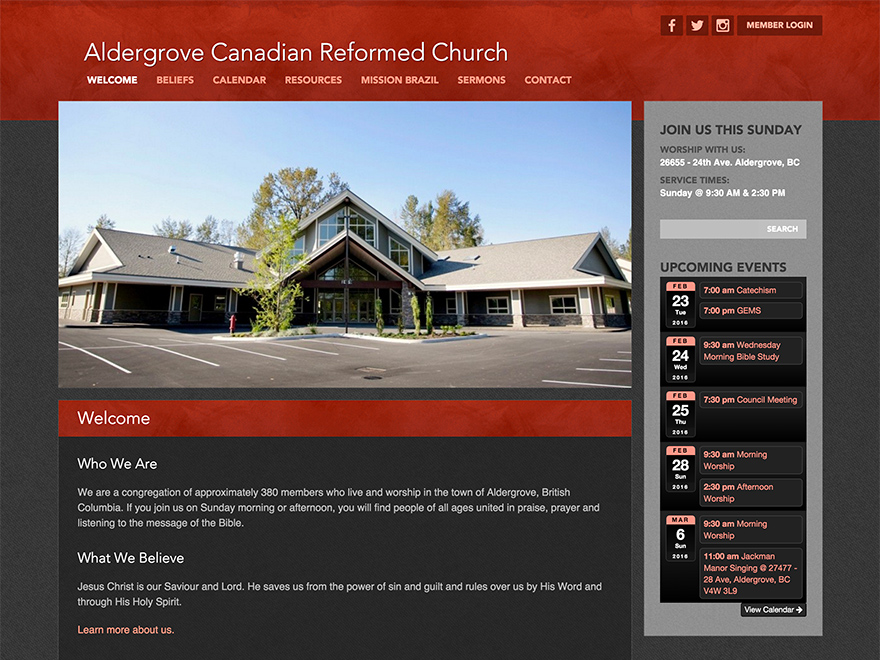 MEMBER LOGIN
Aldergrove Canadian Reformed Church
WELCOME BELIEFS CALENDAR RESOURCES MISSION BRAZIL SERMONS CONTACT
JOIN US THIS SUNDAY
WORSHIP WITH US:
26655 - 24th Ave. Aldergrove, BC
SERVICE TIMES:
Sunday @ 9:30 AM & 2:30 PM
SEARCH
UPCOMING EVENTS
FEB
23
Tue
2016
7:00 am Catechism
7:00 pm GEMS
FEB
24
Wed
2016
9:30 am Wednesday
Morning Bible Study
FEB
25
Thu
2016
7:30 pm Council Meeting
FEB
28
Sun
2016
9:30 am Morning
Worship
2:30 pm Afternoon
Worship
MAR
6
Sun
2016
9:30 am Morning
Worship
11:00 am Jackman
Manor Singing @ 27477 -
28 Ave, Aldergrove, BC
V4W 3L9
View Calendar
Welcome
Who We Are
We are a congregation of approximately 380 members who live and worship in the town of Aldergrove, British
Columbia. If you join us on Sunday morning or afternoon, you will find people of all ages united in praise, prayer and
listening to the message of the Bible.
What We Believe
Jesus Christ is our Saviour and Lord. He saves us from the power of sin and guilt and rules over us by His Word and
through His Holy Spirit.
Learn more about us.